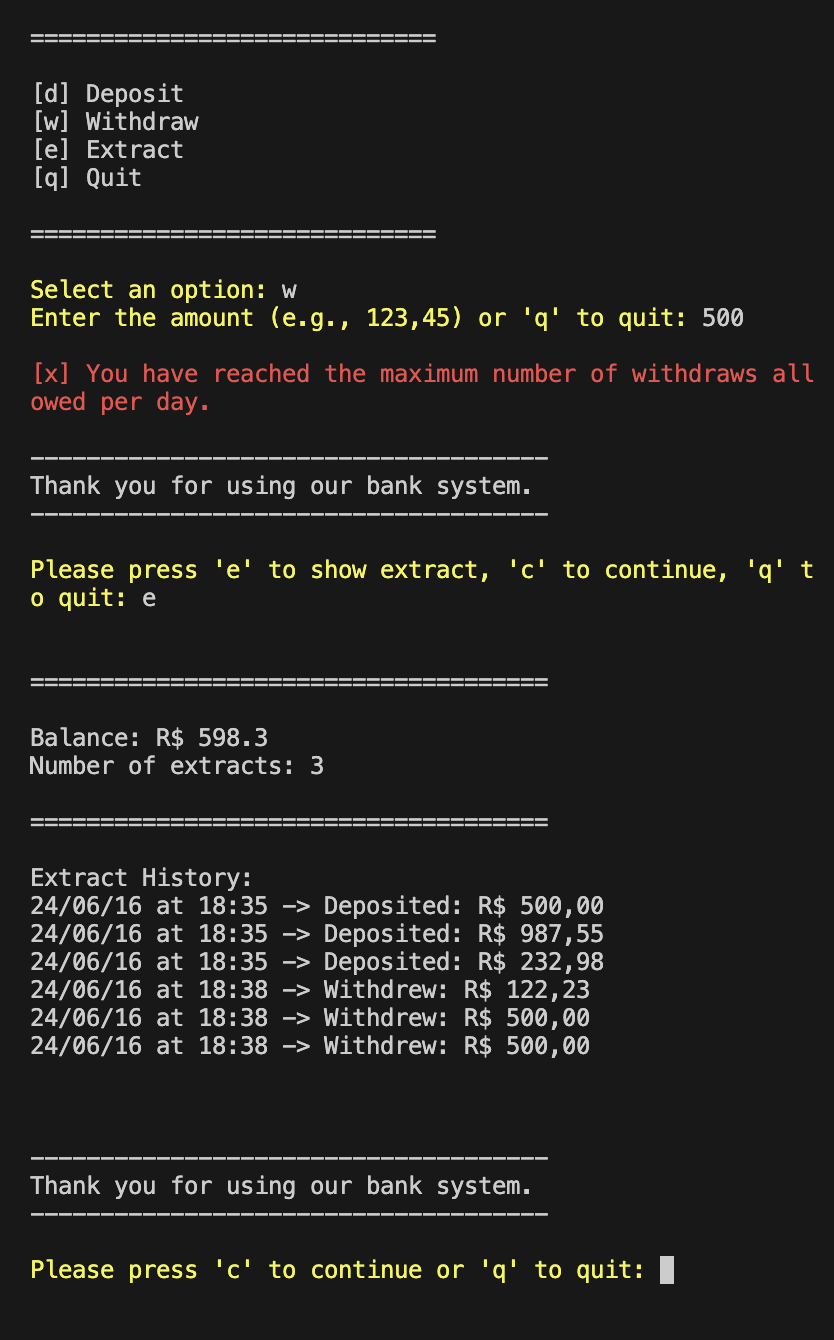 =============================
[d] Deposit
[w] Withdraw
[e] Extract
[q] Quit
=============================
Select an option: w
Enter the amount (e.g., 123,45) or 'q' to quit: 500
[x] You have reached the maximum number of withdraws all
owed per day.
-------------------------------------
Thank you for using our bank system.
-------------------------------------
Please press 'e' to show extract, 'c' to continue, 'q' t
o quit: e
=====================================
Balance: R$ 598.3
Number of extracts: 3
=====================================
Extract History:
24/06/16 at 18:35 -> Deposited: R$ 500,00
24/06/16 at 18:35 -> Deposited: R$ 987,55
24/06/16 at 18:35 -> Deposited: R$ 232,98
24/06/16 at 18:38 -> Withdrew: R$ 122,23
24/06/16 at 18:38 -> Withdrew: R$ 500,00
24/06/16 at 18:38 -> Withdrew: R$ 500,00
-------------------------------------
Thank you for using our bank system.
-------------------------------------
Please press 'c' to continue or 'q' to quit: